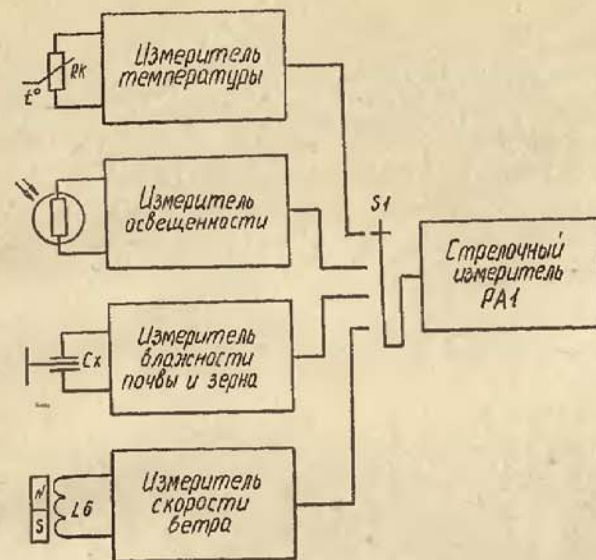 Измеритель
температуры
RK
t°
Измеритель
освещенности
S1
Стрелочный
измеритель
PA1
Измеритель
влажности
почвы и зерна
Cx
Измеритель
скорости
ветра
N
S
L6